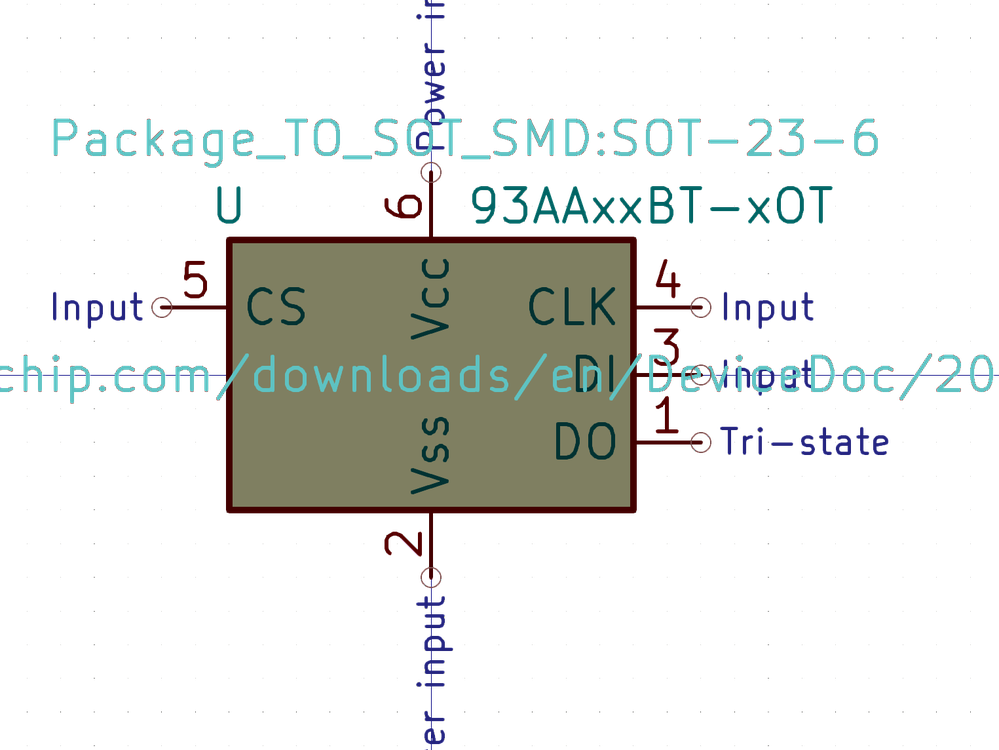 Power in
Package_TO_SOT_SMD:SOT-23-6
U
6
93AAxxBT-xOT
5
Vcc
4
Input
CS
CLK
Input
3
chip.com/downloads/en/DeviceDoc/20
DI
Input
1
Vss
DO
Tri-state
2
er input